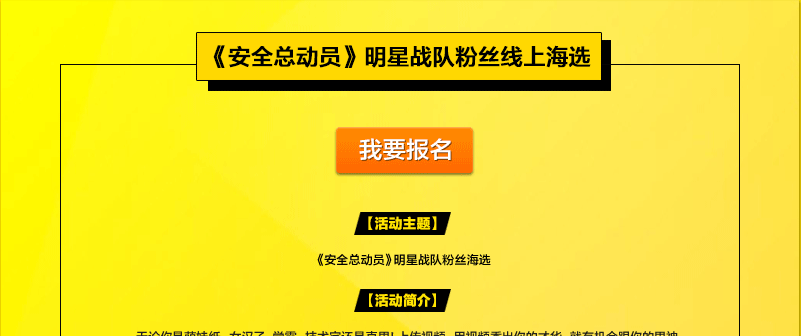 《安全总动员》明星战队粉丝线上海选
我要报名
【活动主题】
《安全总动员》明星战队粉丝海选
【活动简介】